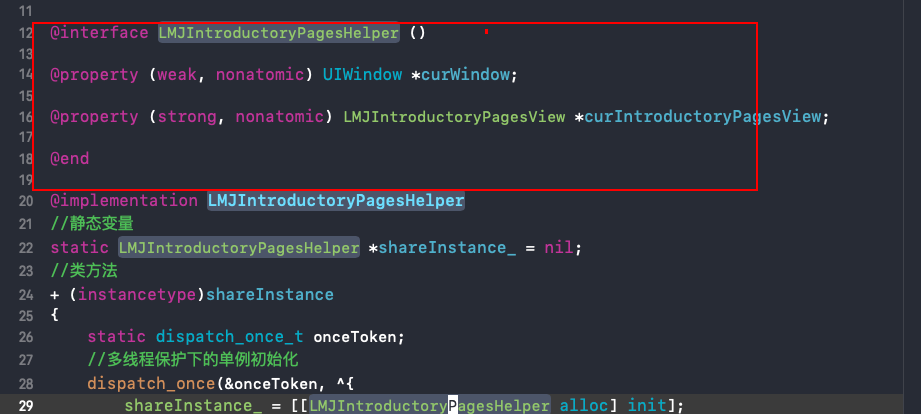 11
12 @interface LMJIntroductoryPagesHelper ()
13
14 @property (weak, nonatomic) UIWindow *curWindow;
15
16 @property (strong, nonatomic) LMJIntroductoryPagesView *curIntroductoryPagesView;
17
18 @end
19
20 @implementation LMJIntroductoryPagesHelper
21 //静态变量
22 static LMJIntroductoryPagesHelper *shareInstance_ = nil;
23 //类方法
24 + (instancetype)shareInstance
25 {
26 static dispatch_once_t onceToken;
27 //多线程保护下的单例初始化
28 dispatch_once(&onceToken, ^{
29 shareInstance_ = [[LMJIntroductoryPagesHelper alloc] init];